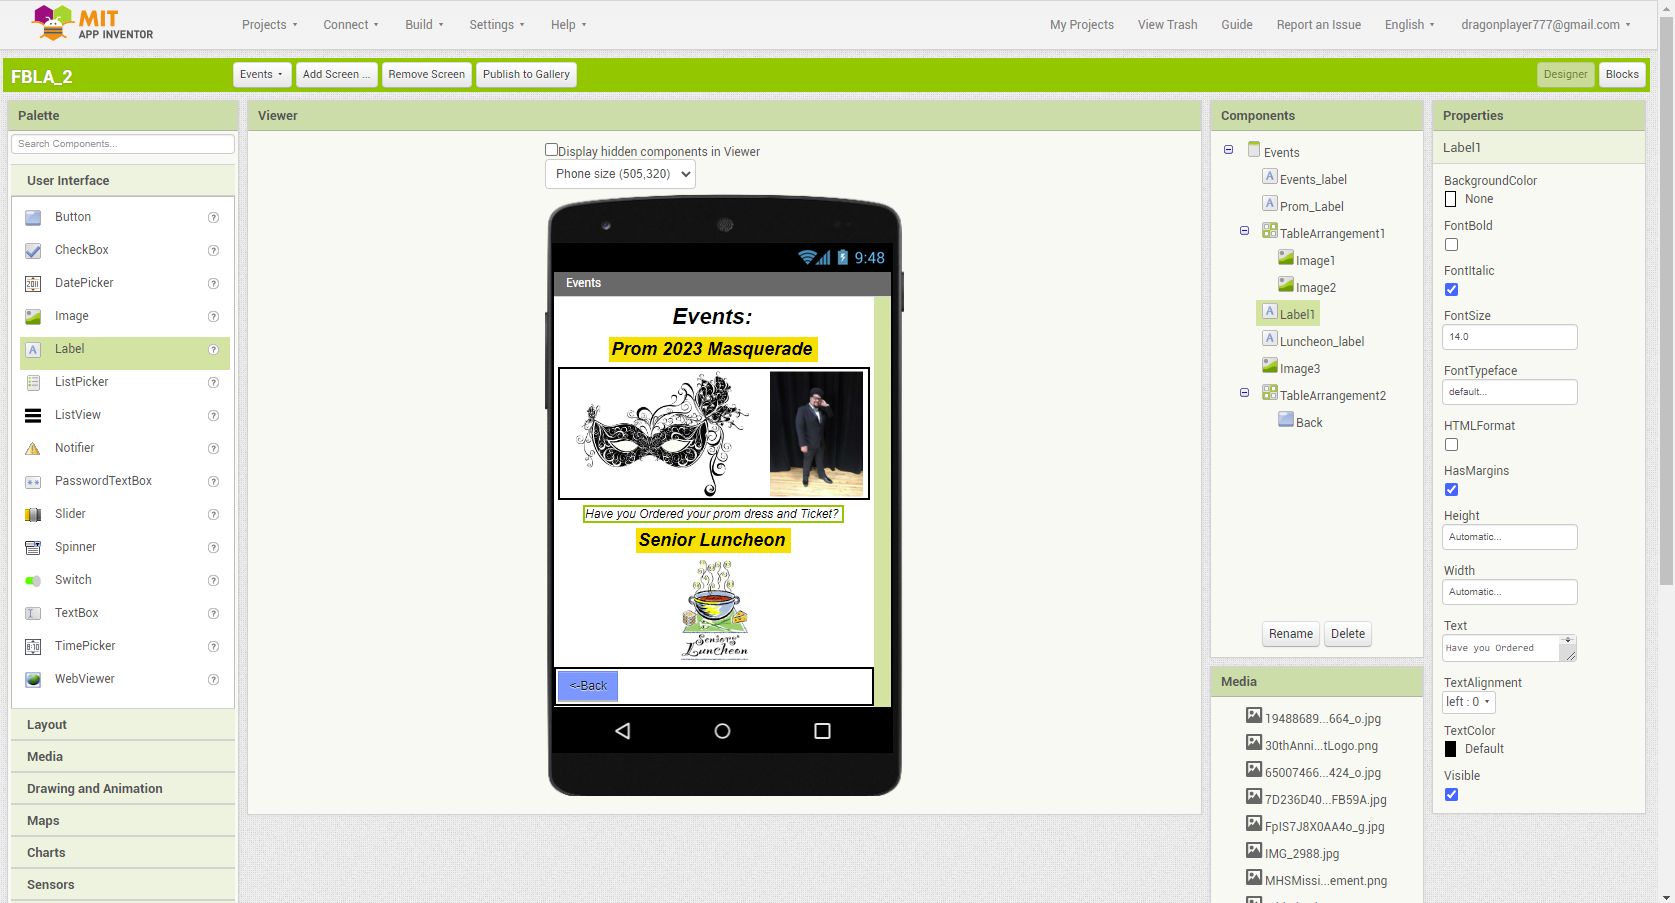 MIT
APP INVENTOR
Projects
Connect
Build
Settings
Help
My Projects
View Trash
Guide
Report an Issue
English
dragonplayer777@gmail.com
FBLA_2
Events
Add Screen ...
Remove Screen
Publish to Gallery
Designer
Blocks
Palette
Search Components...
User Interface
Button
CheckBox
DatePicker
Image
Label
ListPicker
ListView
Notifier
PasswordTextBox
Slider
Spinner
Switch
TextBox
TimePicker
WebViewer
Layout
Media
Drawing and Animation
Maps
Charts
Sensors
Viewer
Display hidden components in Viewer
Phone size (505,320)
9:48
Events
Events:
Prom 2023 Masquerade
Have you Ordered your prom dress and Ticket?
Senior Luncheon
Seniors'
Luncheon
<-Back
Components
Events
Events_label
Prom_Label
TableArrangement1
Image1
Image2
Label1
Luncheon_label
Image3
TableArrangement2
Back
Rename
Delete
Media
19488689...664_o.jpg
30thAnni...tLogo.png
65007466...424_o.jpg
7D236D40...FB59A.jpg
FpIS7J8X0AA4o_g.jpg
IMG_2988.jpg
MHSMissi...ement.png
Properties
Label1
BackgroundColor
None
FontBold
FontItalic
FontSize
14.0
FontTypeface
default...
HTMLFormat
HasMargins
Height
Automatic...
Width
Automatic...
Text
Have you Ordered
TextAlignment
left : 0
TextColor
Default
Visible